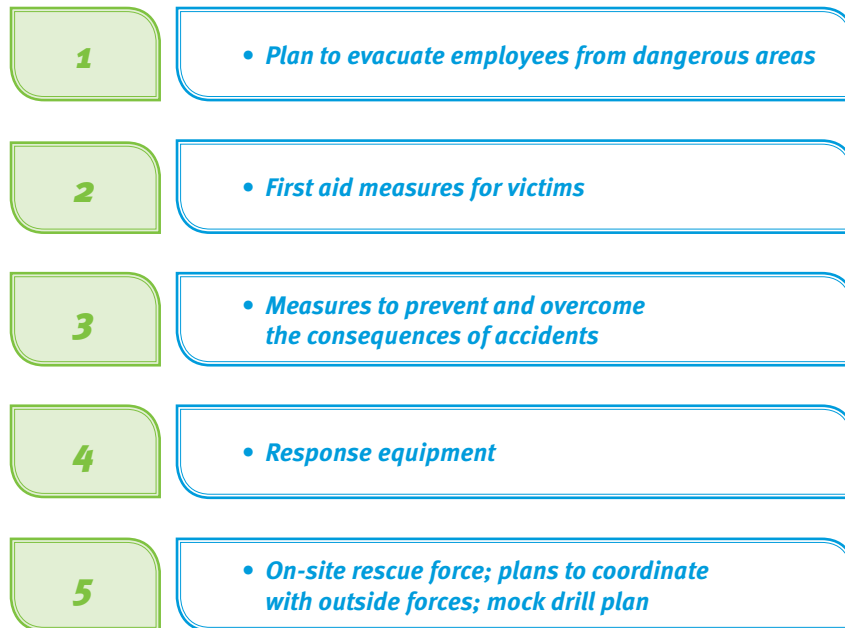 1
• Plan to evacuate employees from dangerous areas
2
• First aid measures for victims
3
• Measures to prevent and overcome
the consequences of accidents
4
• Response equipment
5
• On-site rescue force; plans to coordinate
with outside forces; mock drill plan